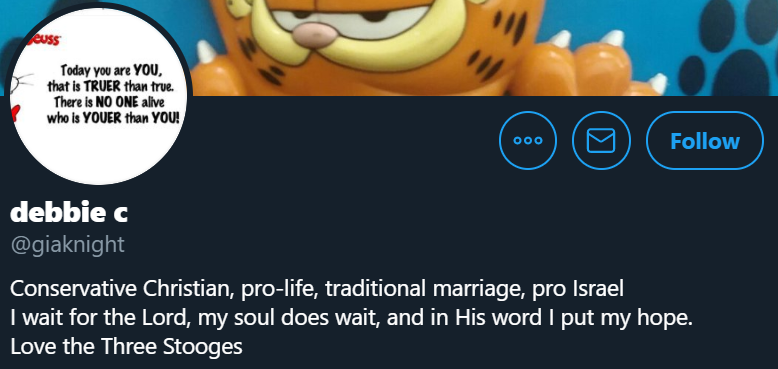 Today you are YOU,
that is TRUER than true.
There is NO ONE alive
who is YOUER than YOU!
Follow
debbie c
@giaknight
Conservative Christian, pro-life, traditional marriage, pro Israel
I wait for the Lord, my soul does wait, and in His word I put my hope.
Love the Three Stooges